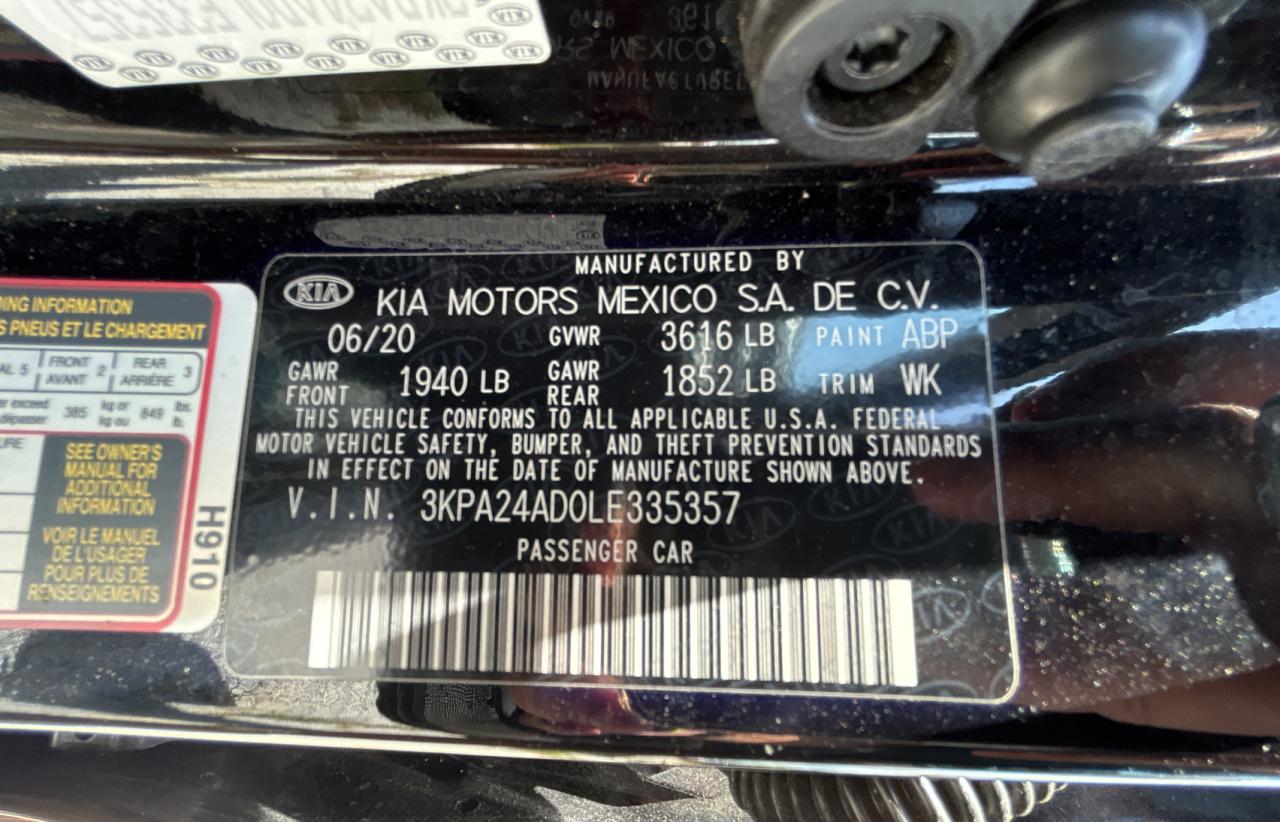 MANUFACTURED BY
KIA KIA MOTORS MEXICO S.A. DE C.V.
06/20 GVWR 3616 LB PAINT ABP
GAWR FRONT 1940 LB GAWR REAR 1852 LB TRIM WK
THIS VEHICLE CONFORMS TO ALL APPLICABLE U.S.A. FEDERAL
MOTOR VEHICLE SAFETY, BUMPER, AND THEFT PREVENTION STANDARDS
IN EFFECT ON THE DATE OF MANUFACTURE SHOWN ABOVE.
V.I.N. 3KPA24AD0LE335357
PASSENGER CAR
INFORMATION
PNEUS ET LE CHARGEMENT
5 FRONT AVANT 2 REAR ARRIÈRE 3
exceed 385 kg or kg ou 849 lbs. lb.
SEE OWNER'S
MANUAL FOR
ADDITIONAL
INFORMATION
VOIR LE MANUEL
DE L'USAGER
POUR PLUS DE
RENSEIGNEMENTS
H910